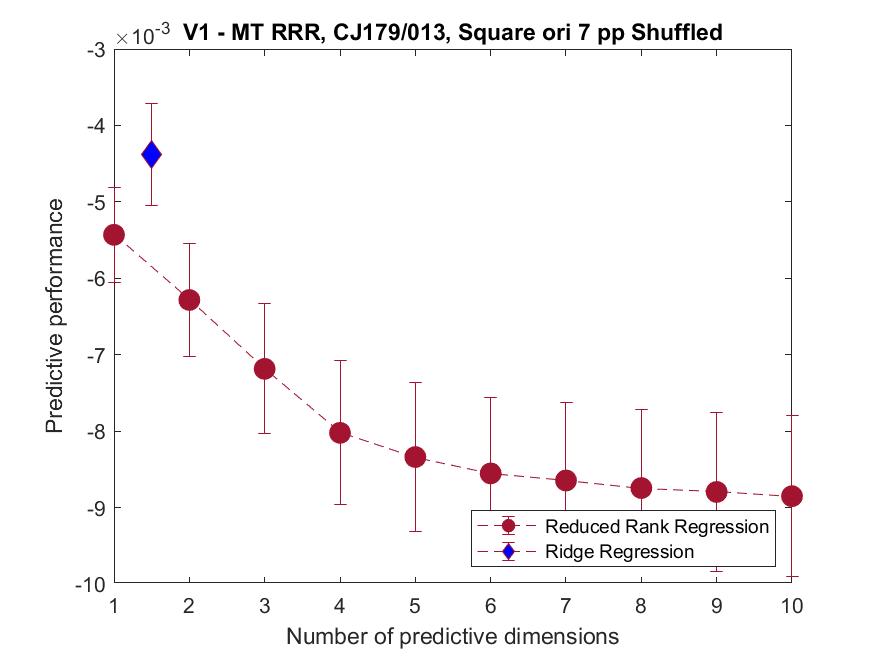 ×10-3 V1 - MT RRR, CJ179/013, Square ori 7 pp Shuffled
-3
-4
-5
-6
-7
-8
-9
-10
Predictive performance
Reduced Rank Regression
Ridge Regression
1 2 3 4 5 6 7 8 9 10
Number of predictive dimensions